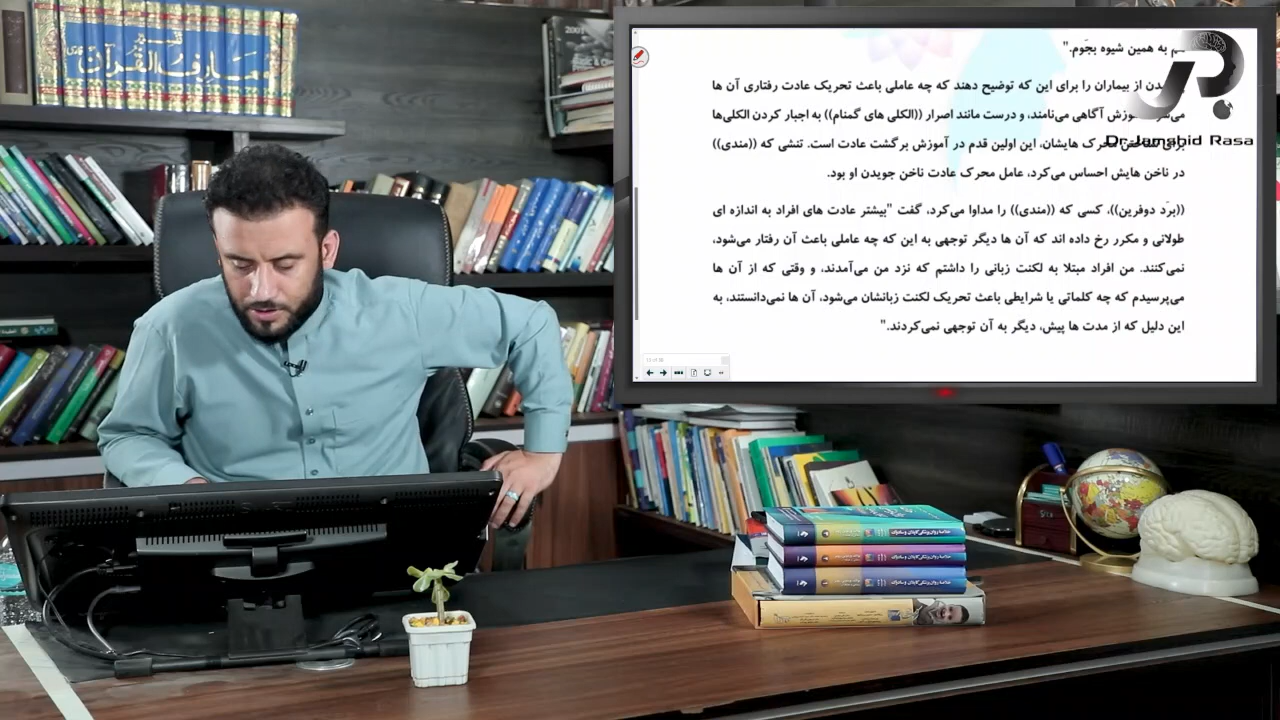 تفسیر
معارف القرآن
هم به همین شیوه بجَوم."
از بیماران را برای این که توضیح دهند که چه عاملی باعث تحریک عادت رفتاری آن ها
آموزش آگاهی می‌نامند، و درست مانند اصرار ((الکلی های گمنام)) به اجبار کردن الکلی‌ها
محرک هایشان، این اولین قدم در آموزش برگشت عادت است. تنشی که ((مندی))
در ناخن هایش احساس می‌کرد، عامل محرک عادت ناخن جویدن او بود.
((برَد دوفرین))، کسی که ((مندی)) را مداوا می‌کرد، گفت "بیشتر عادت های افراد به اندازه ای
طولانی و مکرر رخ داده اند که آن ها دیگر توجهی به این که چه عاملی باعث آن رفتار می‌شود،
نمی‌کنند. من افراد مبتلا به لکنت زبانی را داشتم که نزد من می‌آمدند، و وقتی که از آن ها
می‌پرسیدم که چه کلماتی یا شرایطی باعث تحریک لکنت زبانشان می‌شود، آن ها نمی‌دانستند، به
این دلیل که از مدت ها پیش، دیگر به آن توجهی نمی‌کردند."
Dr.Jamshid Rasa